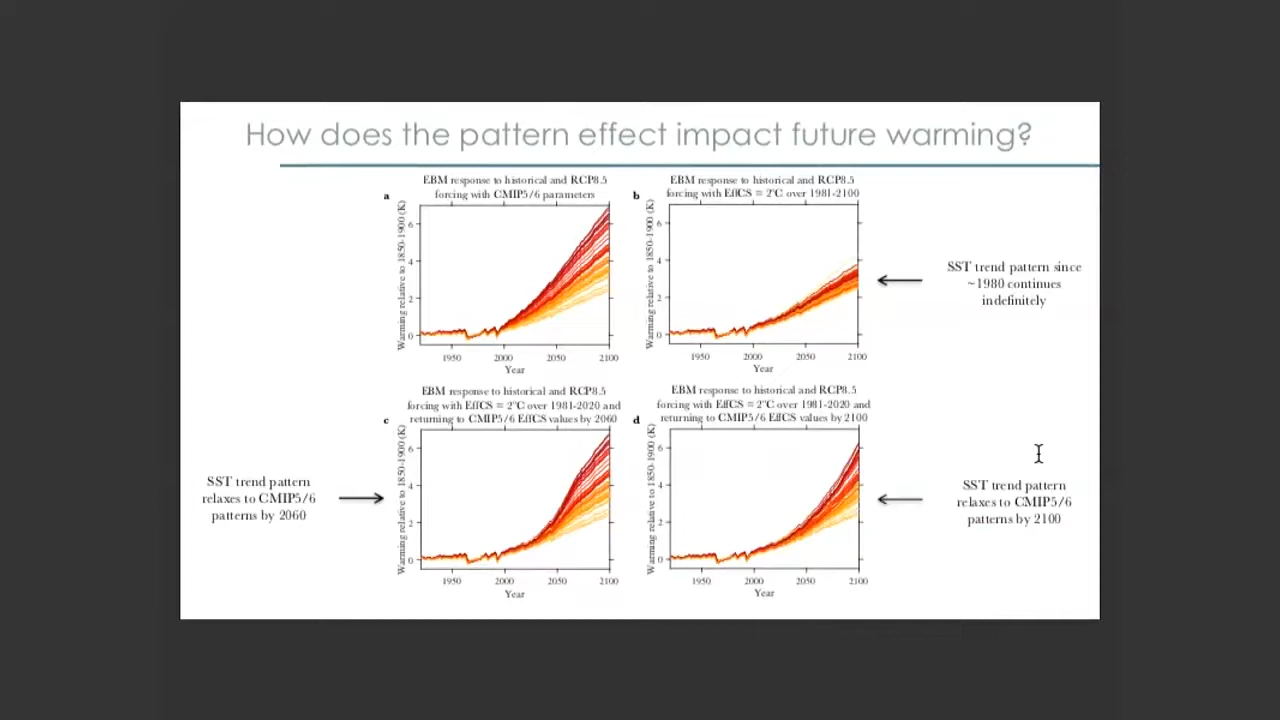 How does the pattern effect impact future warming?
EBM response to historical and RCP8.5
forcing with CMIP5/6 parameters
a
Warming relative to 1850-1900 (K)
6
4
2
0
1950 2000 2050 2100
Year
EBM response to historical and RCP8.5
forcing with EffCS = 2°C over 1981-2100
b
Warming relative to 1850-1900 (K)
6
4
2
0
1950 2000 2050 2100
Year
SST trend pattern since
~1980 continues
indefinitely
SST trend pattern
relaxes to CMIP5/6
patterns by 2060
EBM response to historical and RCP8.5
forcing with EffCS = 2°C over 1981-2020 and
returning to CMIP5/6 EffCS values by 2060
c
Warming relative to 1850-1900 (K)
6
4
2
0
1950 2000 2050 2100
Year
EBM response to historical and RCP8.5
forcing with EffCS = 2°C over 1981-2020 and
returning to CMIP5/6 EffCS values by 2100
d
Warming relative to 1850-1900 (K)
6
4
2
0
1950 2000 2050 2100
Year
SST trend pattern
relaxes to CMIP5/6
patterns by 2100